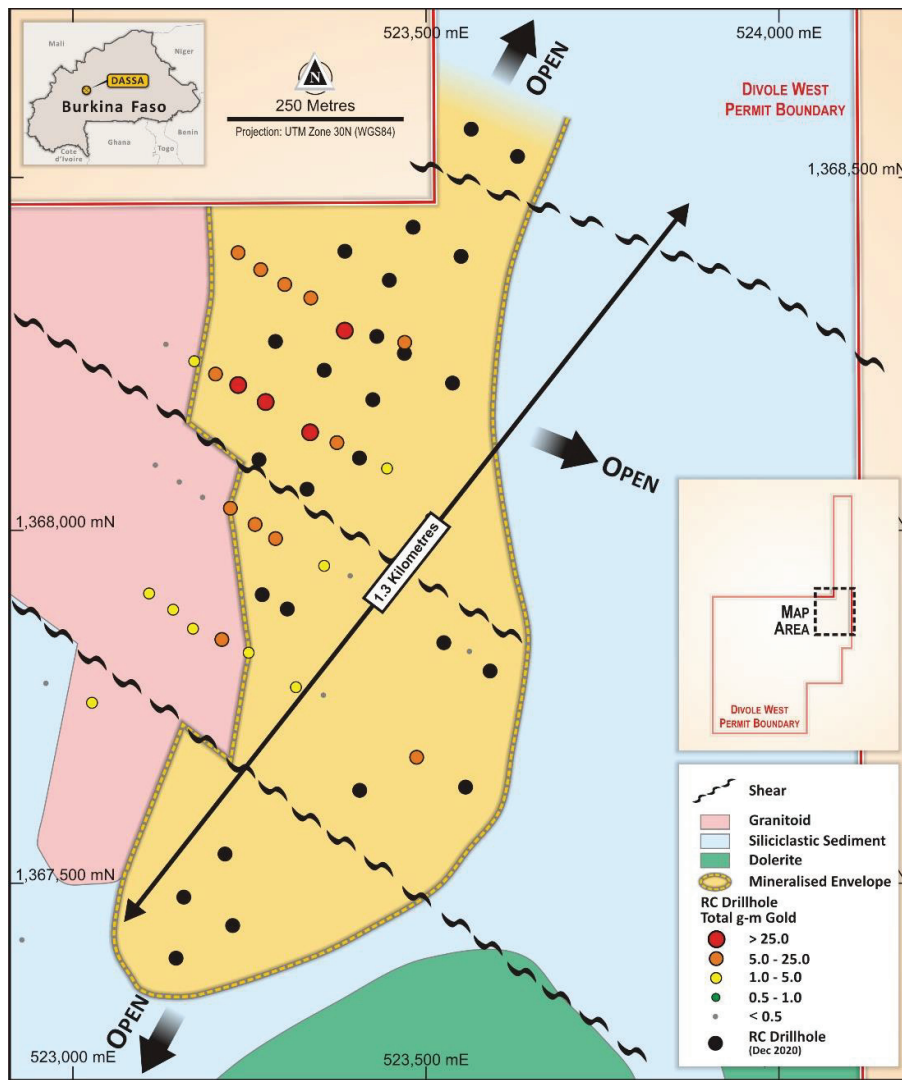 Mali
Niger
DASSA
Burkina Faso
Benin
Ghana
Togo
Cote
d'Ivoire
N
250 Metres
Projection: UTM Zone 30N (WGS84)
523,500 mE
524,000 mE
OPEN
DIVOLE WEST
PERMIT BOUNDARY
1,368,500 mN
OPEN
1,368,000 mN
1.3 Kilometres
MAP
AREA
DIVOLE WEST
PERMIT BOUNDARY
1,367,500 mN
OPEN
523,000 mE
523,500 mE
Shear
Granitoid
Siliciclastic Sediment
Dolerite
Mineralised Envelope
RC Drillhole
Total g-m Gold
> 25.0
5.0 - 25.0
1.0 - 5.0
0.5 - 1.0
< 0.5
RC Drillhole
(Dec 2020)